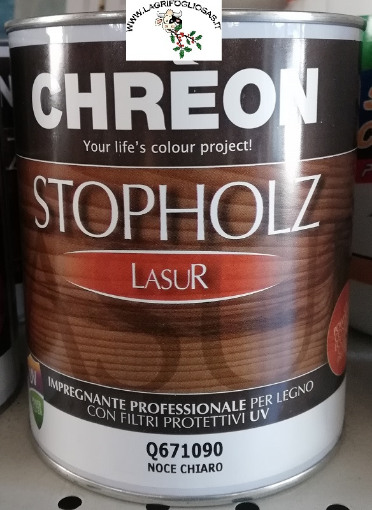 WWW.LAGRIFOGLIOSAS.IT
CHRÈON
Your life's colour project!
STOPHOLZ
LASUR
IMPREGNANTE PROFESSIONALE PER LEGNO
CON FILTRI PROTETTIVI UV
Q671090
NOCE CHIARO